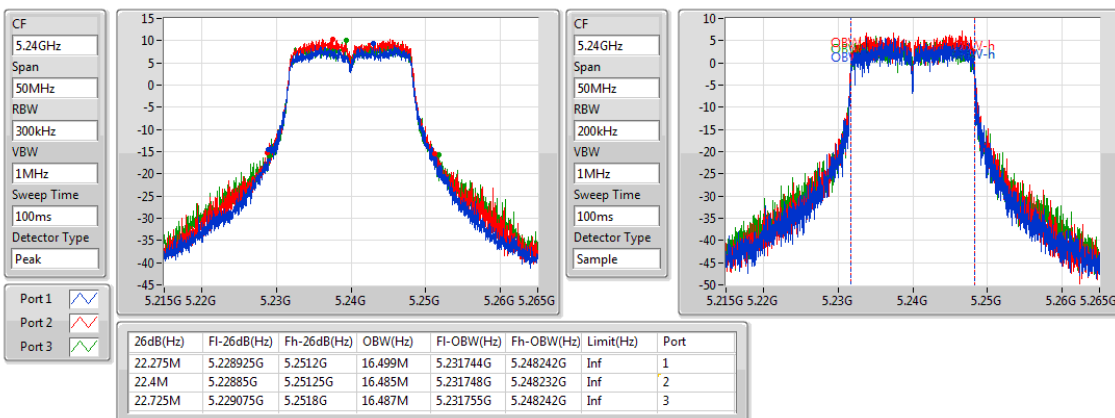 CF
5.24GHz
Span
50MHz
RBW
300kHz
VBW
1MHz
Sweep Time
100ms
Detector Type
Peak
Port 1
Port 2
Port 3
15
10
5
0
-5
-10
-15
-20
-25
-30
-35
-40
-45
5.215G 5.22G 5.23G 5.24G 5.25G 5.26G 5.265G
CF
5.24GHz
Span
50MHz
RBW
200kHz
VBW
1MHz
Sweep Time
100ms
Detector Type
Sample
10
5
0
-5
-10
-15
-20
-25
-30
-35
-40
-45
-50
5.215G 5.22G 5.23G 5.24G 5.25G 5.26G 5.265G
26dB(Hz) Fl-26dB(Hz) Fh-26dB(Hz) OBW(Hz) Fl-OBW(Hz) Fh-OBW(Hz) Limit(Hz) Port
22.275M 5.228925G 5.2512G 16.499M 5.231744G 5.248242G Inf 1
22.4M 5.22885G 5.25125G 16.485M 5.231748G 5.248232G Inf 2
22.725M 5.229075G 5.2518G 16.487M 5.231755G 5.248242G Inf 3